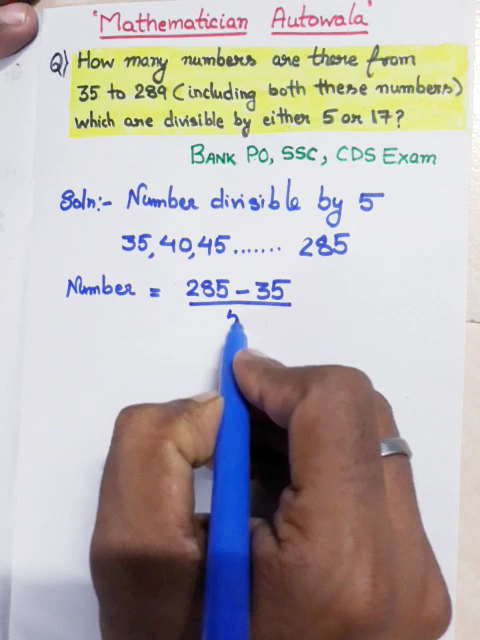 "Mathematician Autowala"
Q) How many numbers are there from
35 to 289 (including both these numbers)
which are divisible by either 5 or 17?
BANK PO, SSC, CDS Exam
Soln:- Number divisible by 5
35, 40, 45....... 285
Number = 285 - 35